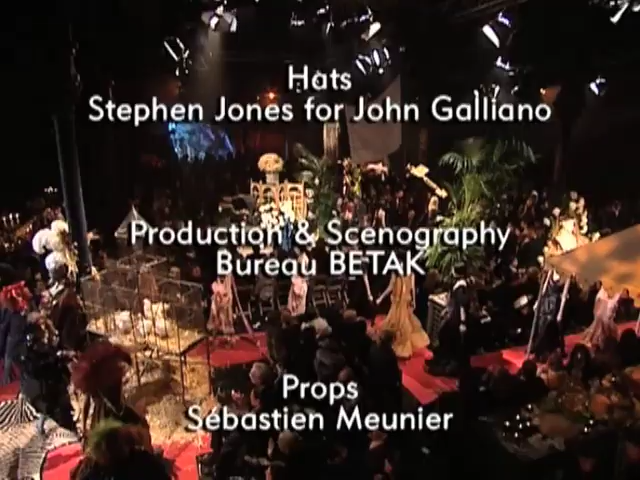 Hats
Stephen Jones for John Galliano
Production & Scenography
Bureau BETAK
Props
Sébastien Meunier